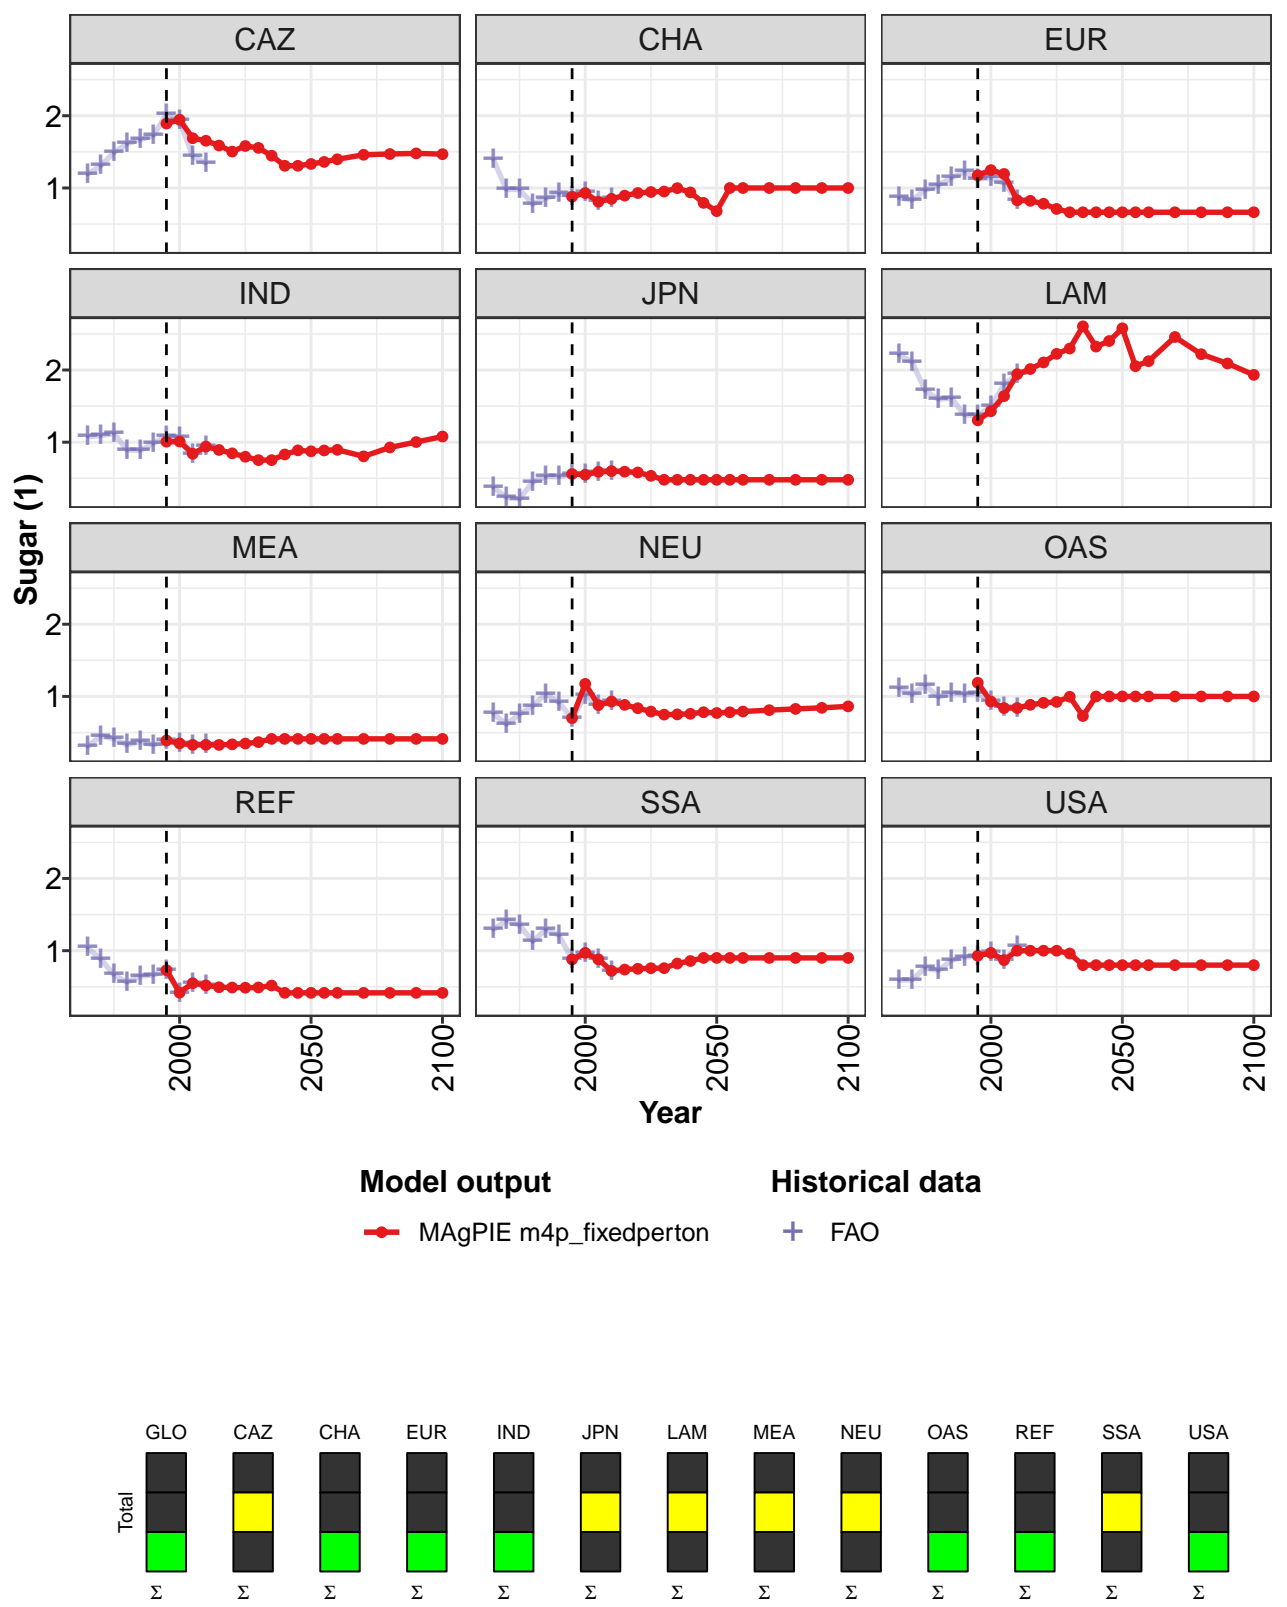 CAZ CHA EUR
2
1
IND JPN LAM
2
1
Sugar (1)
MEA NEU OAS
2
1
REF SSA USA
2
1
2000 2050 2100 2000 2050 2100 2000 2050 2100
Year
Model output Historical data
MAgPIE m4p_fixedperton FAO
GLO CAZ CHA EUR IND JPN LAM MEA NEU OAS REF SSA USA
Total
Σ Σ Σ Σ Σ Σ Σ Σ Σ Σ Σ Σ Σ